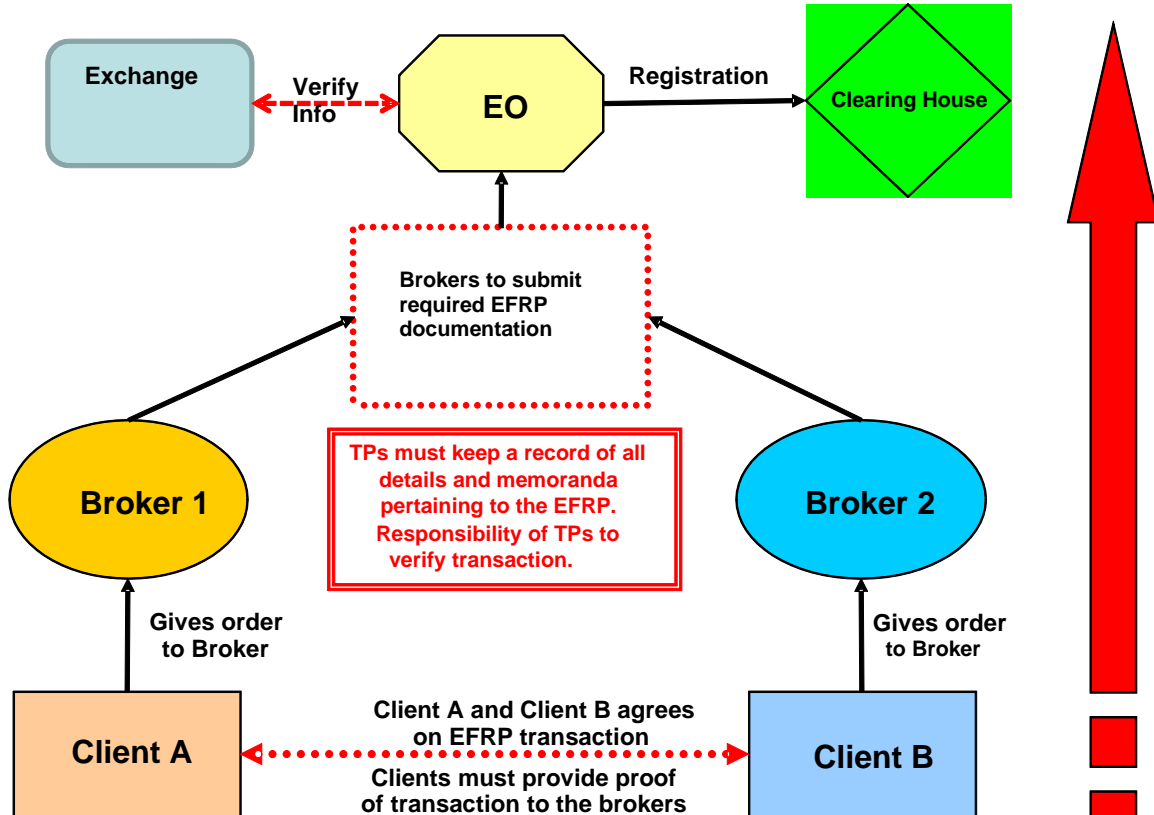 Exchange
Verify
Info
EO
Registration
Clearing House
Brokers to submit
required EFRP
documentation
Broker 1
TPs must keep a record of all
details and memoranda
pertaining to the EFRP.
Responsibility of TPs to
verify transaction.
Broker 2
Gives order
to Broker
Gives order
to Broker
Client A
Client A and Client B agrees
on EFRP transaction
Clients must provide proof
of transaction to the brokers
Client B